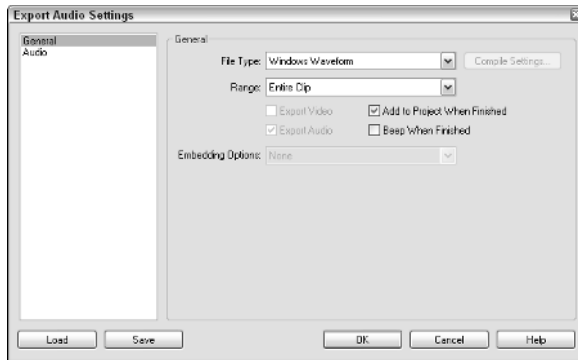 Export Audio Settings
General
Audio
General
File Type: Windows Waveform Compile Settings...
Range: Entire Clip
Export Video Add to Project When Finished
Export Audio Beep When Finished
Embedding Options: None
Load Save OK Cancel Help